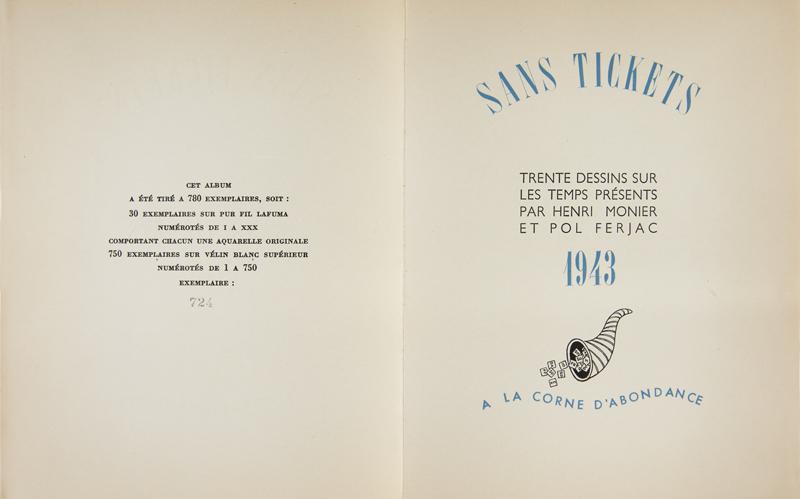 CET ALBUM
A ÉTÉ TIRÉ A 780 EXEMPLAIRES, SOIT :
30 EXEMPLAIRES SUR PUR FIL LAFUMA
NUMÉROTÉS DE I A XXX
COMPORTANT CHACUN UNE AQUARELLE ORIGINALE
750 EXEMPLAIRES SUR VÉLIN BLANC SUPÉRIEUR
NUMÉROTÉS DE 1 A 750
EXEMPLAIRE :
724
SANS TICKETS
TRENTE DESSINS SUR
LES TEMPS PRÉSENTS
PAR HENRI MONIER
ET POL FERJAC
1943
A LA CORNE D'ABONDANCE